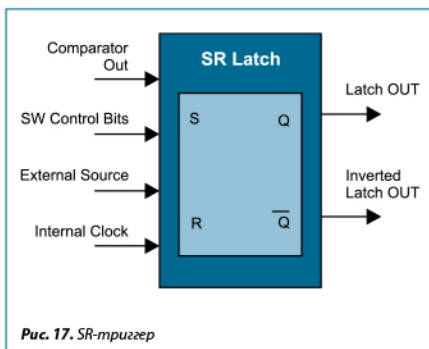 Comparator
Out
SW Control Bits
External Source
Internal Clock
SR Latch
S
Q
R
Q̅
Latch OUT
Inverted
Latch OUT
Рис. 17. SR-триггер